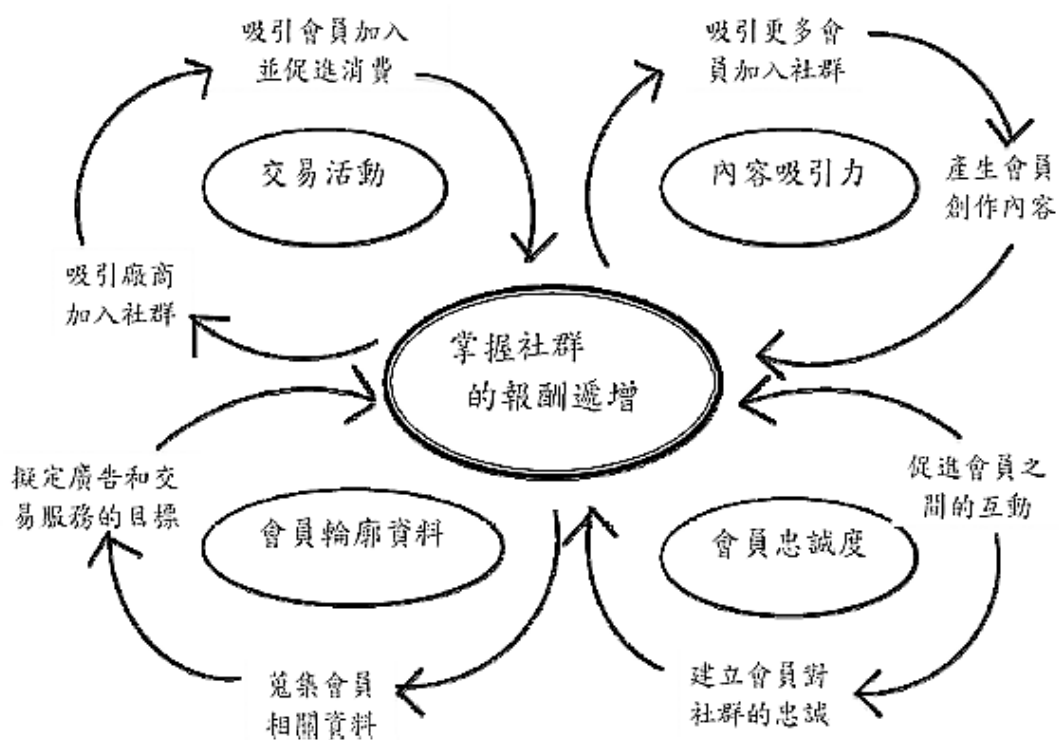 吸引會員加入
並促進消費
吸引更多會
員加入社群
交易活動
內容吸引力
產生會員
創作內容
吸引廠商
加入社群
掌握社群
的報酬遞增
擬定廣告和交
易服務的目標
促進會員之
間的互動
會員輪廓資料
會員忠誠度
蒐集會員
相關資料
建立會員對
社群的忠誠